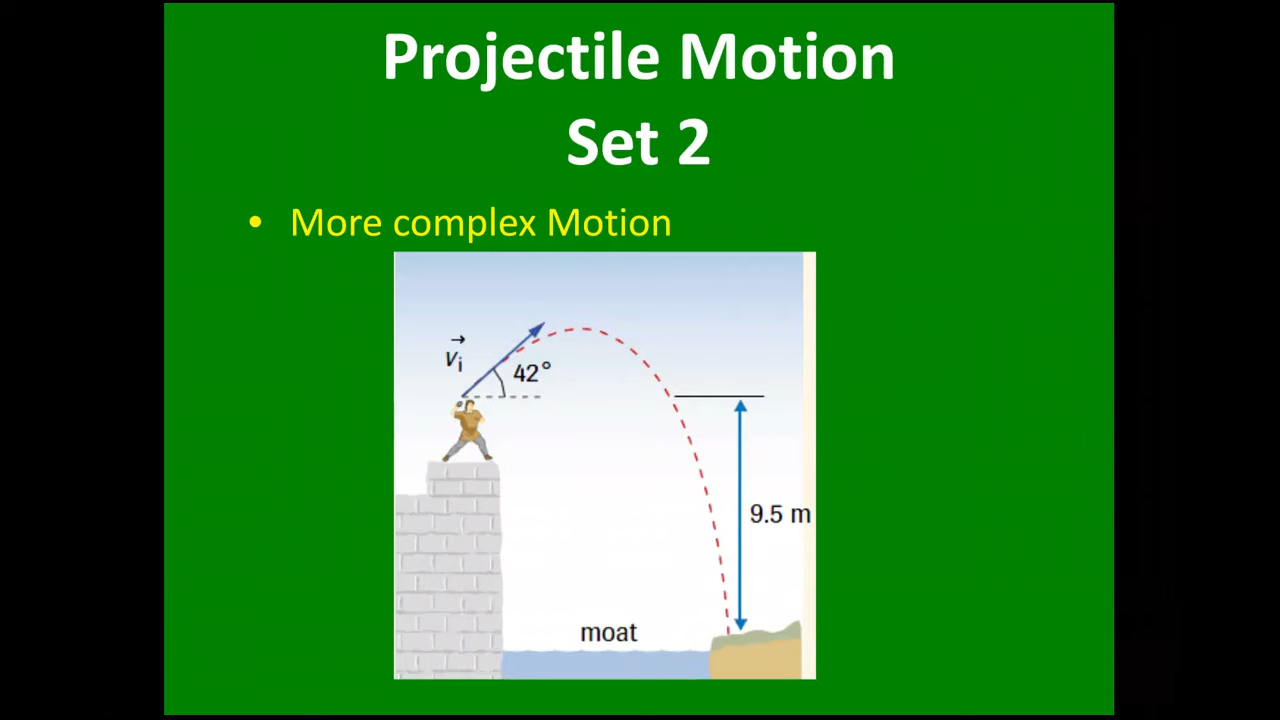 Projectile Motion
Set 2
• More complex Motion
v⃗i
42°
9.5 m
moat